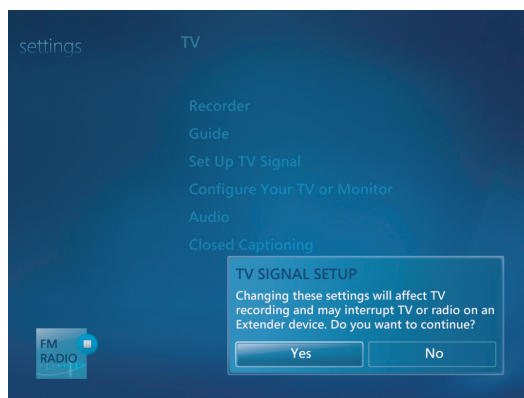 settings
TV
Recorder
Guide
Set Up TV Signal
Configure Your TV or Monitor
Audio
Closed Captioning
TV SIGNAL SETUP
Changing these settings will affect TV
recording and may interrupt TV or radio on an
Extender device. Do you want to continue?
Yes
No
FM
RADIO